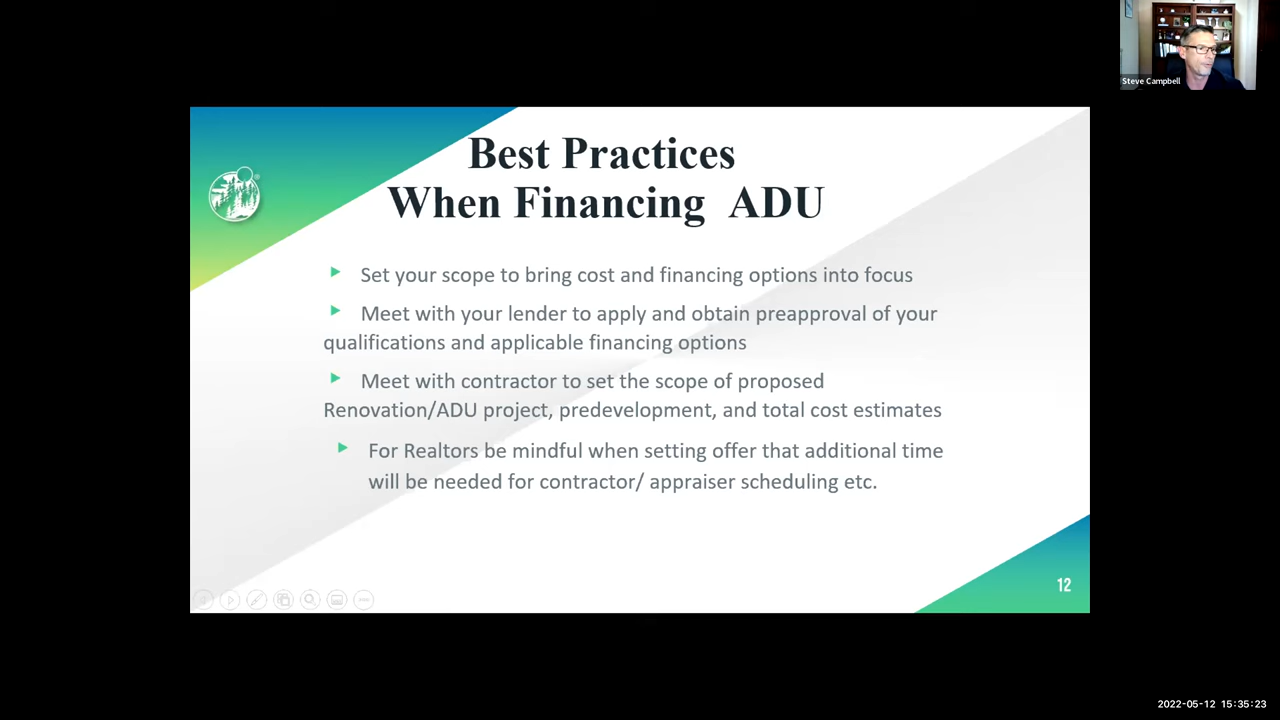 Steve Campbell
Best Practices
When Financing ADU
Set your scope to bring cost and financing options into focus
Meet with your lender to apply and obtain preapproval of your
qualifications and applicable financing options
Meet with contractor to set the scope of proposed
Renovation/ADU project, predevelopment, and total cost estimates
For Realtors be mindful when setting offer that additional time
will be needed for contractor/ appraiser scheduling etc.
12
2022-05-12 15:35:23